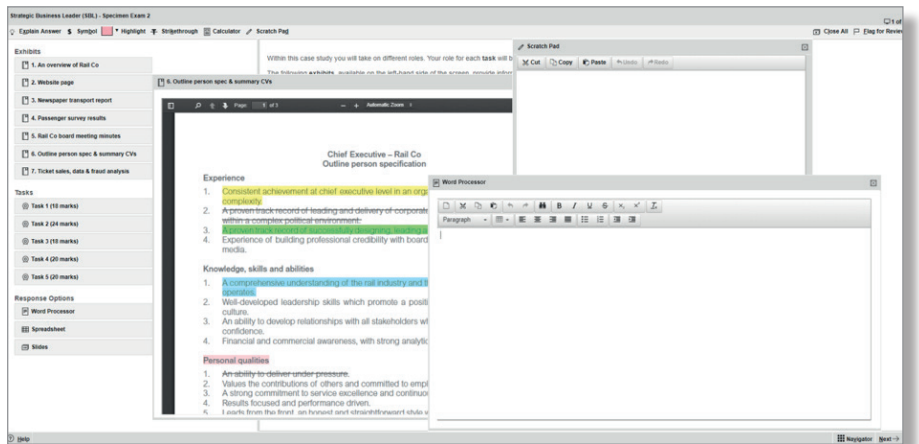 Strategic Business Leader (SBL) - Specimen Exam 2
1 of
Explain Answer $ Symbol Highlight Strikethrough Calculator Scratch Pad
Close All Flag for Review
Exhibits
1. An overview of Rail Co
2. Website page
3. Newspaper transport report
4. Passenger survey results
5. Rail Co board meeting minutes
6. Outline person spec & summary CVs
7. Ticket sales, data & fraud analysis
Tasks
Task 1 (18 marks)
Task 2 (24 marks)
Task 3 (18 marks)
Task 4 (20 marks)
Task 5 (20 marks)
Response Options
Word Processor
Spreadsheet
Slides
Within this case study you will take on different roles. Your role for each task will b
The following exhibits, available on the left-hand side of the screen, provide
6. Outline person spec & summary CVs
Page: 1 of 3 Automatic Zoom
Chief Executive – Rail Co
Outline person specification
Experience
1. Consistent achievement at chief executive level in an orga
complexity.
2. A proven track record of leading and delivery of corporate
within a complex political environment.
3. A proven track record of successfully designing, leading a
4. Experience of building professional credibility with board
media.
Knowledge, skills and abilities
1. A comprehensive understanding of the rail industry and t
operates.
2. Well-developed leadership skills which promote a positi
culture.
3. An ability to develop relationships with all stakeholders w
confidence.
4. Financial and commercial awareness, with strong analytic
Personal qualities
1. An ability to deliver under pressure.
2. Values the contributions of others and committed to empl
3. A strong commitment to service excellence and continuou
4. Results focused and performance driven.
5. Leads from the front, an honest and straightforward style w
Scratch Pad
Cut Copy Paste Undo Redo
Word Processor
B I U S x, x² Ix
Paragraph
Help
Navigator Next